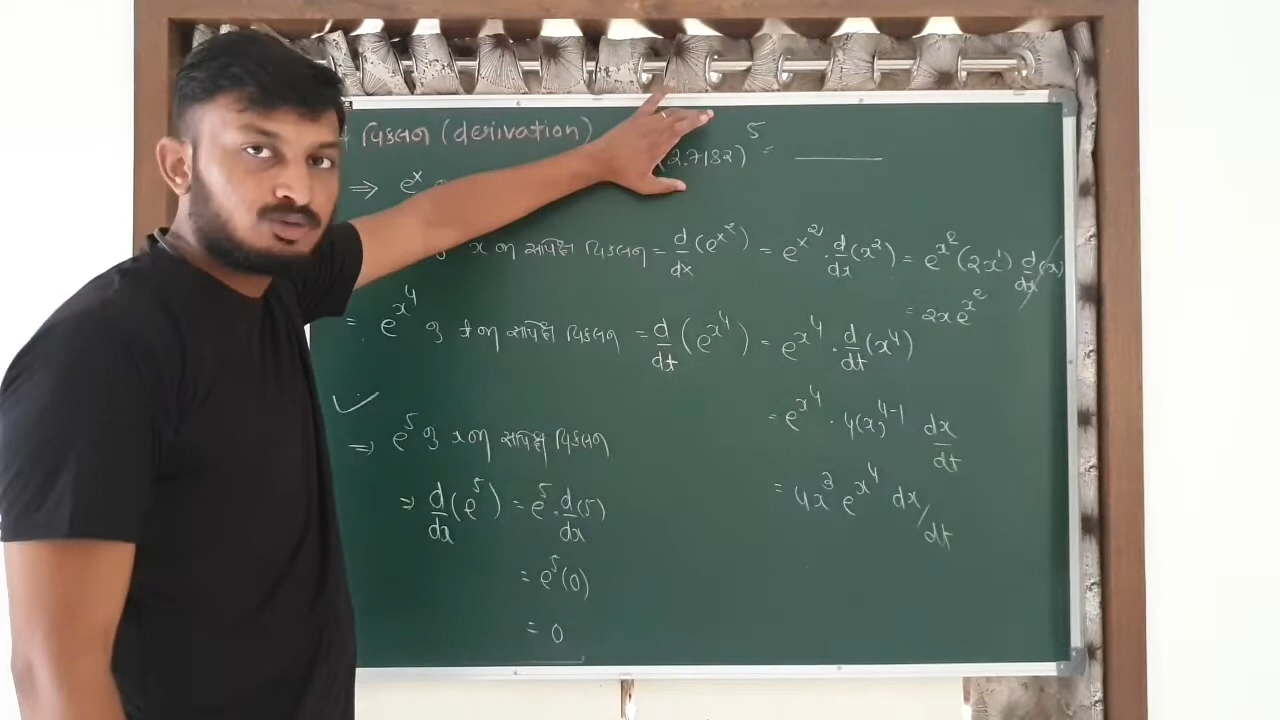 વિકલન (derivation)
(2.7182)⁵ = ______
⇒ eˣ
x ના સાપેક્ષ વિકલન = d/dx (e^x²) = e^x² · d/dx (x²) = e^x² (2x¹) d/dx (x)
= 2x e^x²
= e^x⁴ નું t ના સાપેક્ષ વિકલન = d/dt (e^x⁴) = e^x⁴ · d/dt (x⁴)
= e^x⁴ · 4(x)⁴⁻¹ dx/dt
= 4x³ e^x⁴ dx/dt
⇒ e⁵ નું x ના સાપેક્ષ વિકલન
⇒ d/dx (e⁵) = e⁵ · d/dx (5)
= e⁵(0)
= 0